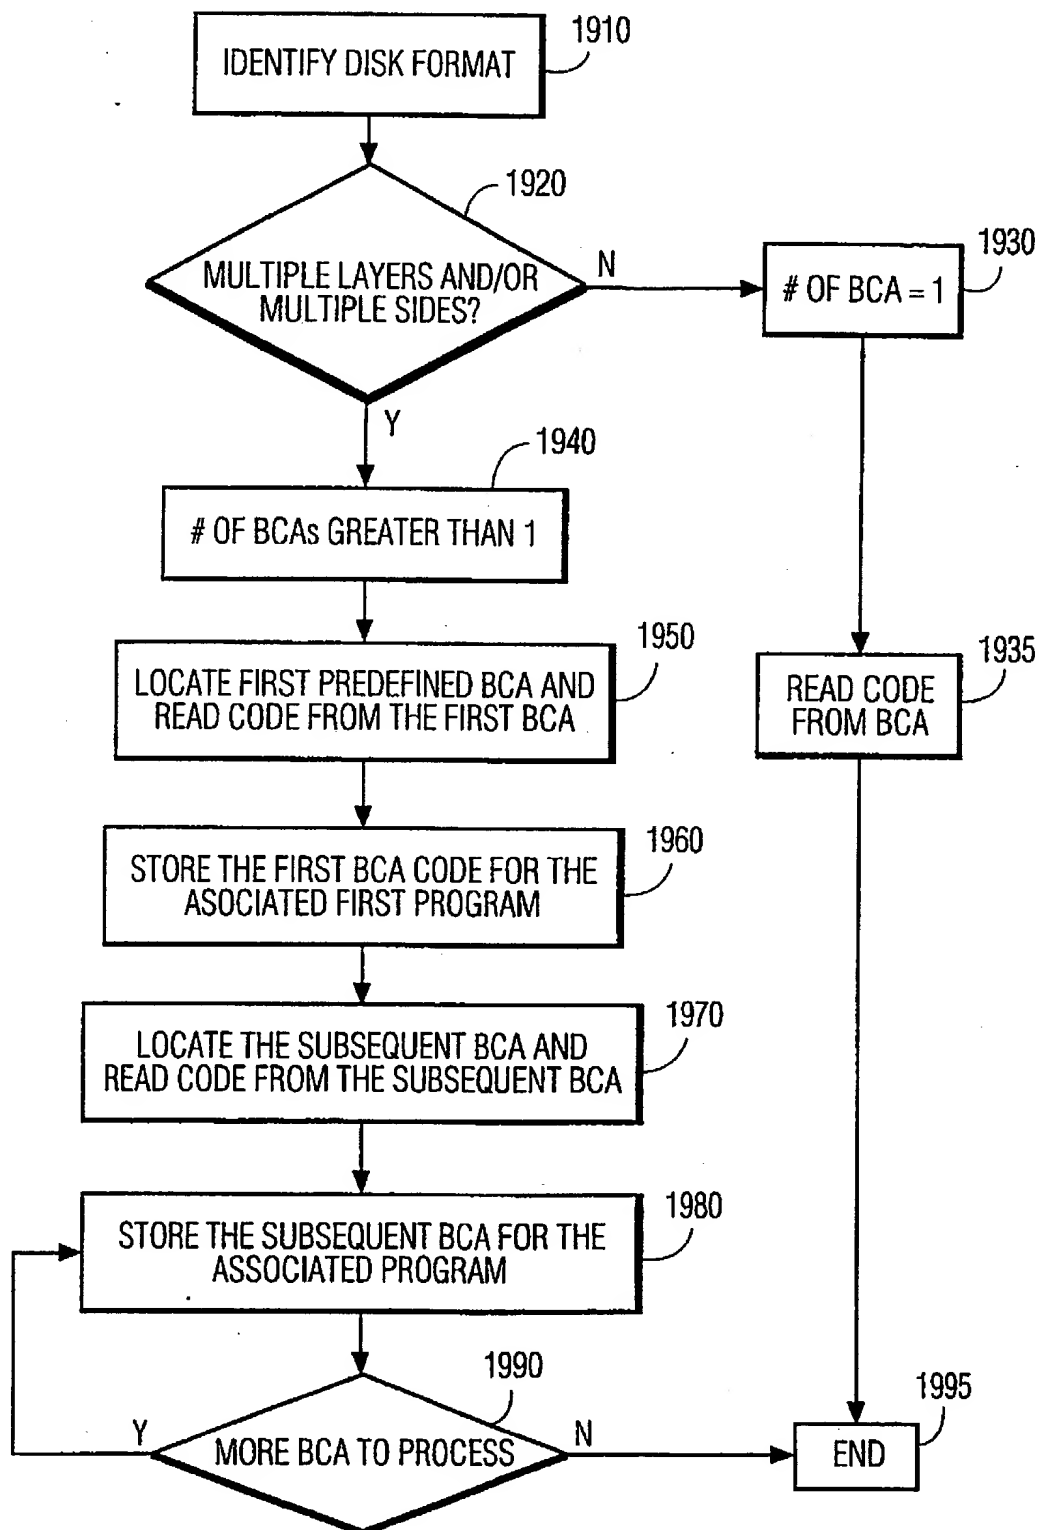 1910
IDENTIFY DISK FORMAT
1920
MULTIPLE LAYERS AND/OR
MULTIPLE SIDES?
N
1930
# OF BCA = 1
Y
1940
# OF BCAs GREATER THAN 1
1950
LOCATE FIRST PREDEFINED BCA AND
READ CODE FROM THE FIRST BCA
1935
READ CODE
FROM BCA
1960
STORE THE FIRST BCA CODE FOR THE
ASOCIATED FIRST PROGRAM
1970
LOCATE THE SUBSEQUENT BCA AND
READ CODE FROM THE SUBSEQUENT BCA
1980
STORE THE SUBSEQUENT BCA FOR THE
ASSOCIATED PROGRAM
1990
Y
MORE BCA TO PROCESS
N
1995
END